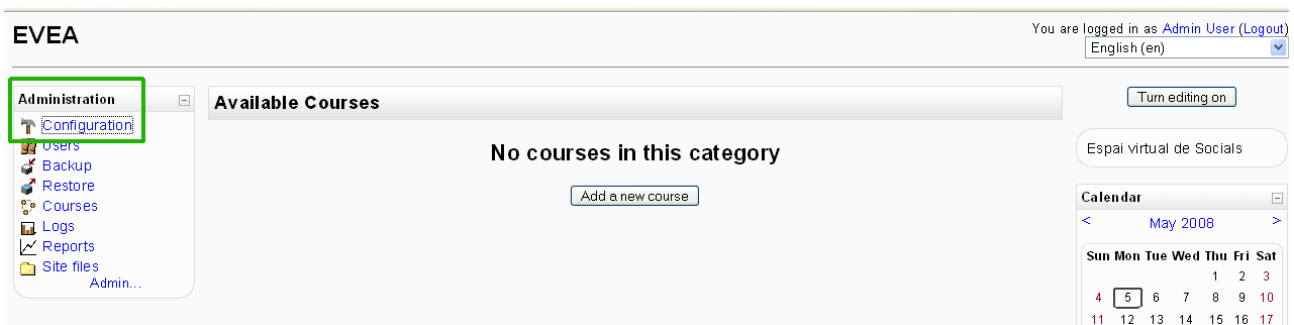 EVEA
You are logged in as Admin User (Logout)
English (en)
Administration
Configuration
Users
Backup
Restore
Courses
Logs
Reports
Site files
Admin...
Available Courses
No courses in this category
Add a new course
Turn editing on
Espai virtual de Socials
Calendar
< May 2008 >
Sun Mon Tue Wed Thu Fri Sat
1 2 3
4 5 6 7 8 9 10
11 12 13 14 15 16 17